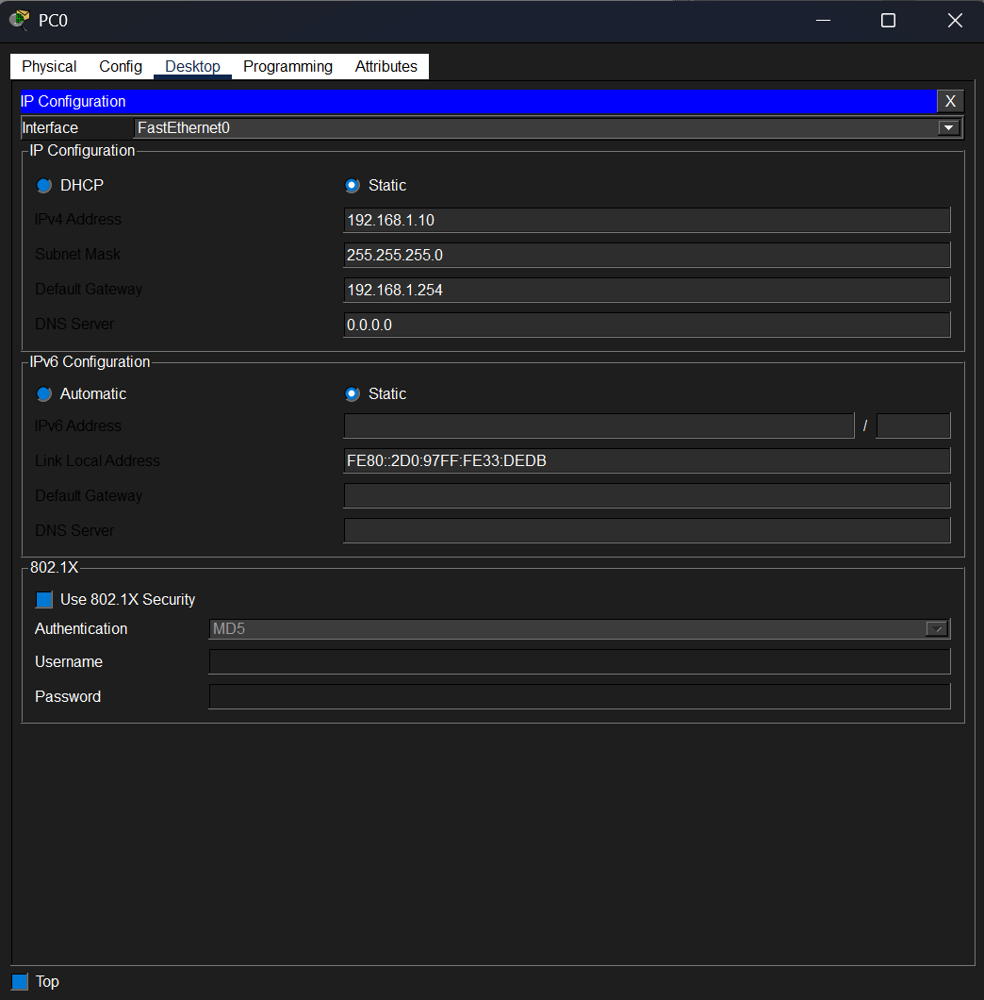 PC0
Physical Config Desktop Programming Attributes
IP Configuration X
Interface FastEthernet0
IP Configuration
DHCP Static
IPv4 Address 192.168.1.10
Subnet Mask 255.255.255.0
Default Gateway 192.168.1.254
DNS Server 0.0.0.0
IPv6 Configuration
Automatic Static
IPv6 Address /
Link Local Address FE80::2D0:97FF:FE33:DEDB
Default Gateway
DNS Server
802.1X
Use 802.1X Security
Authentication MD5
Username
Password
Top